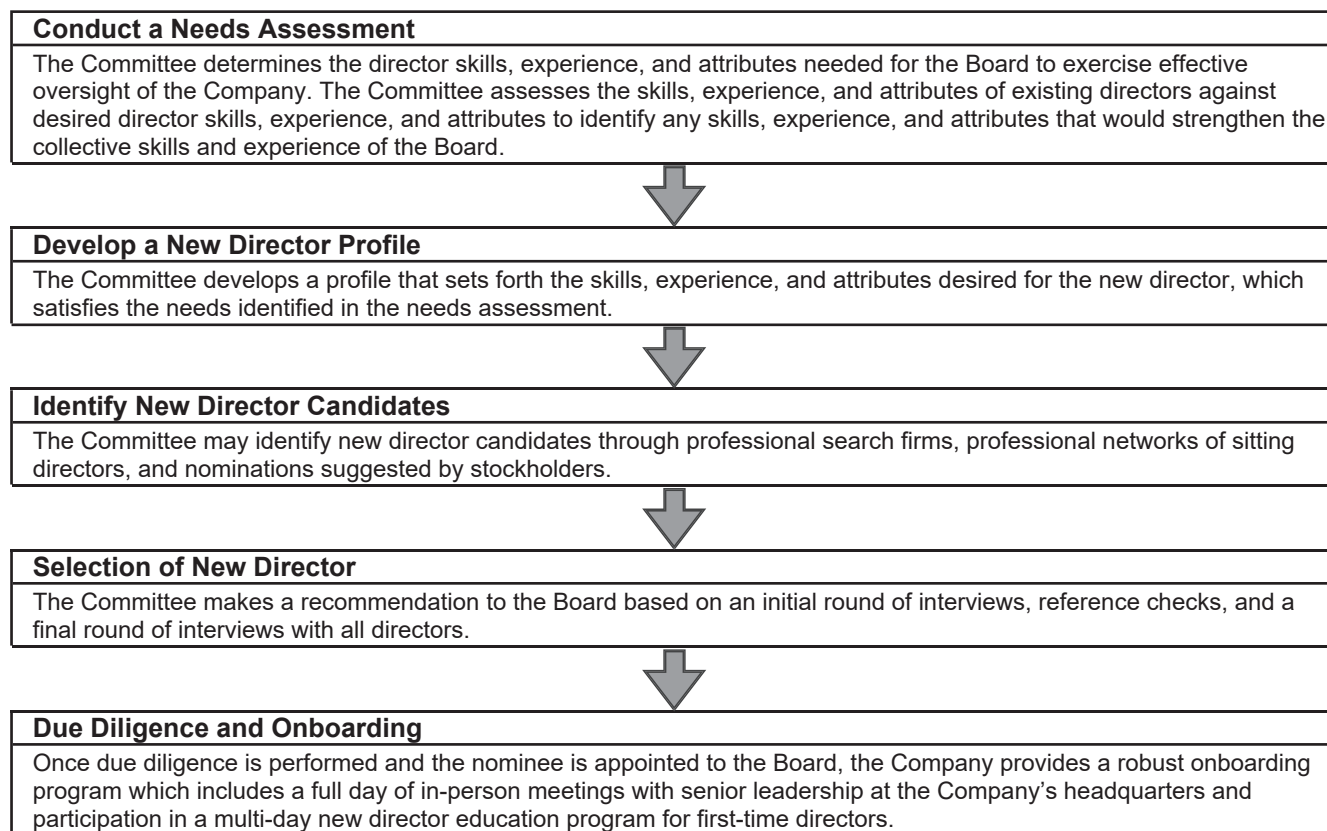 Conduct a Needs Assessment
The Committee determines the director skills, experience, and attributes needed for the Board to exercise effective
oversight of the Company. The Committee assesses the skills, experience, and attributes of existing directors against
desired director skills, experience, and attributes to identify any skills, experience, and attributes that would strengthen the
collective skills and experience of the Board.
Develop a New Director Profile
The Committee develops a profile that sets forth the skills, experience, and attributes desired for the new director, which
satisfies the needs identified in the needs assessment.
Identify New Director Candidates
The Committee may identify new director candidates through professional search firms, professional networks of sitting
directors, and nominations suggested by stockholders.
Selection of New Director
The Committee makes a recommendation to the Board based on an initial round of interviews, reference checks, and a
final round of interviews with all directors.
Due Diligence and Onboarding
Once due diligence is performed and the nominee is appointed to the Board, the Company provides a robust onboarding
program which includes a full day of in-person meetings with senior leadership at the Company's headquarters and
participation in a multi-day new director education program for first-time directors.